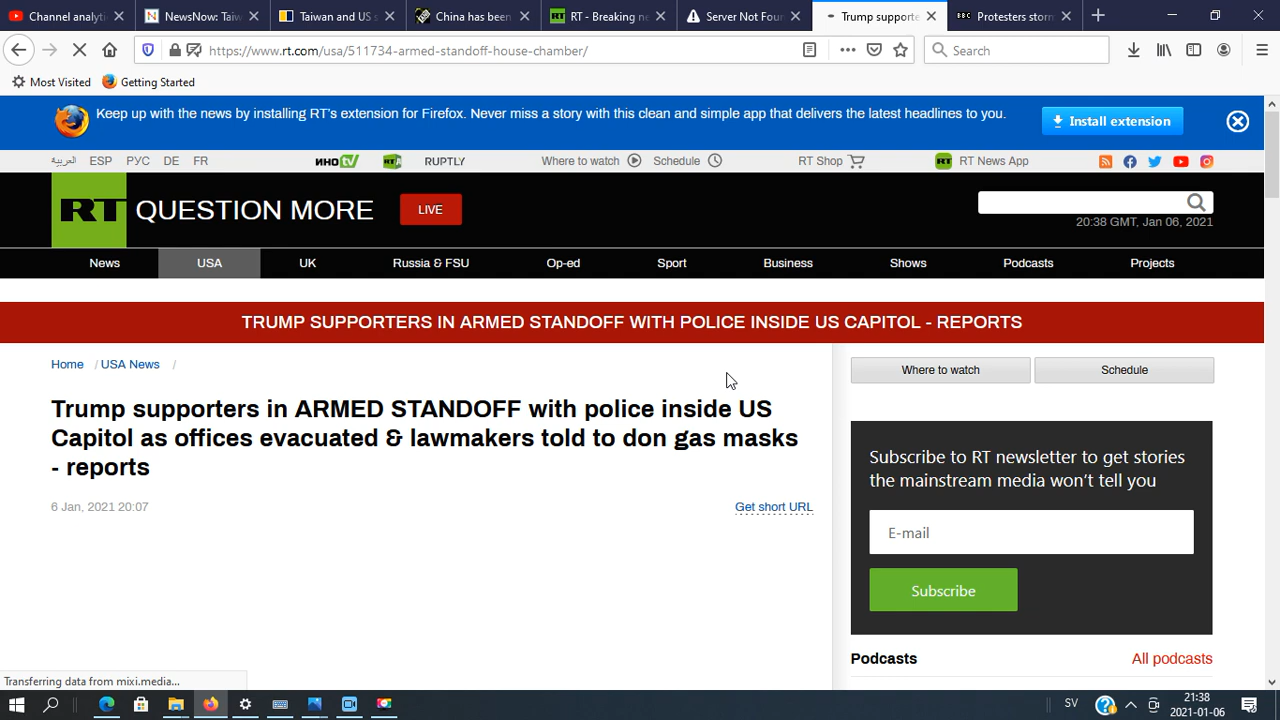 Channel analytic
NewsNow: Taiw
Taiwan and US s
China has been
RT - Breaking ne
Server Not Foun
Trump supporte
BBC Protesters storm
https://www.rt.com/usa/511734-armed-standoff-house-chamber/
Search
Most Visited
Getting Started
Keep up with the news by installing RT's extension for Firefox. Never miss a story with this clean and simple app that delivers the latest headlines to you.
Install extension
العربية ESP РУС DE FR
ИНОTV
RT
RUPTLY
Where to watch
Schedule
RT Shop
RT RT News App
RT QUESTION MORE
LIVE
20:38 GMT, Jan 06, 2021
News USA UK Russia & FSU Op-ed Sport Business Shows Podcasts Projects
TRUMP SUPPORTERS IN ARMED STANDOFF WITH POLICE INSIDE US CAPITOL - REPORTS
Home / USA News /
Trump supporters in ARMED STANDOFF with police inside US
Capitol as offices evacuated & lawmakers told to don gas masks
- reports
6 Jan, 2021 20:07
Get short URL
Where to watch
Schedule
Subscribe to RT newsletter to get stories
the mainstream media won't tell you
E-mail
Subscribe
Podcasts
All podcasts
Transferring data from mixi.media...
SV
21:38
2021-01-06